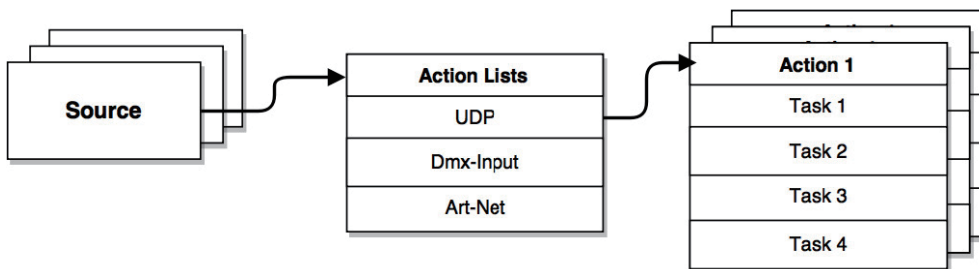 Source
Action Lists
UDP
Dmx-Input
Art-Net
Action 1
Task 1
Task 2
Task 3
Task 4